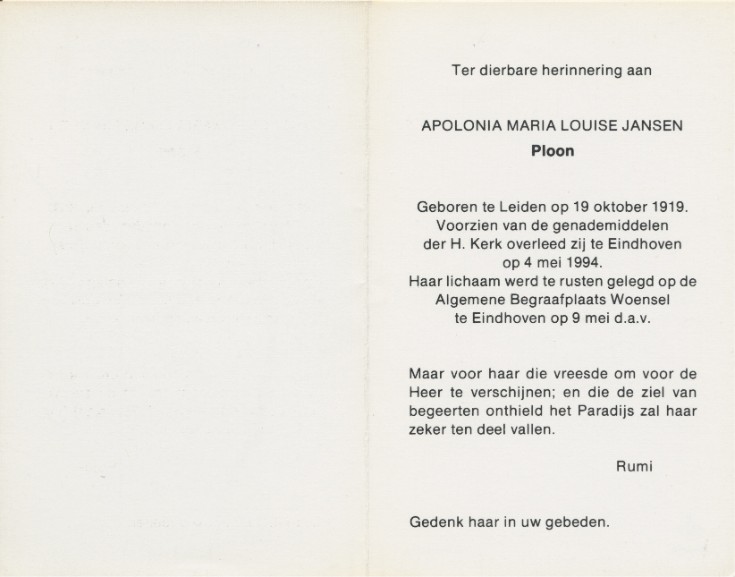 Ter dierbare herinnering aan
APOLONIA MARIA LOUISE JANSEN
Ploon
Geboren te Leiden op 19 oktober 1919.
Voorzien van de genademiddelen
der H. Kerk overleed zij te Eindhoven
op 4 mei 1994.
Haar lichaam werd te rusten gelegd op de
Algemene Begraafplaats Woensel
te Eindhoven op 9 mei d.a.v.
Maar voor haar die vreesde om voor de
Heer te verschijnen; en die de ziel van
begeerten onthield het Paradijs zal haar
zeker ten deel vallen.
Rumi
Gedenk haar in uw gebeden.